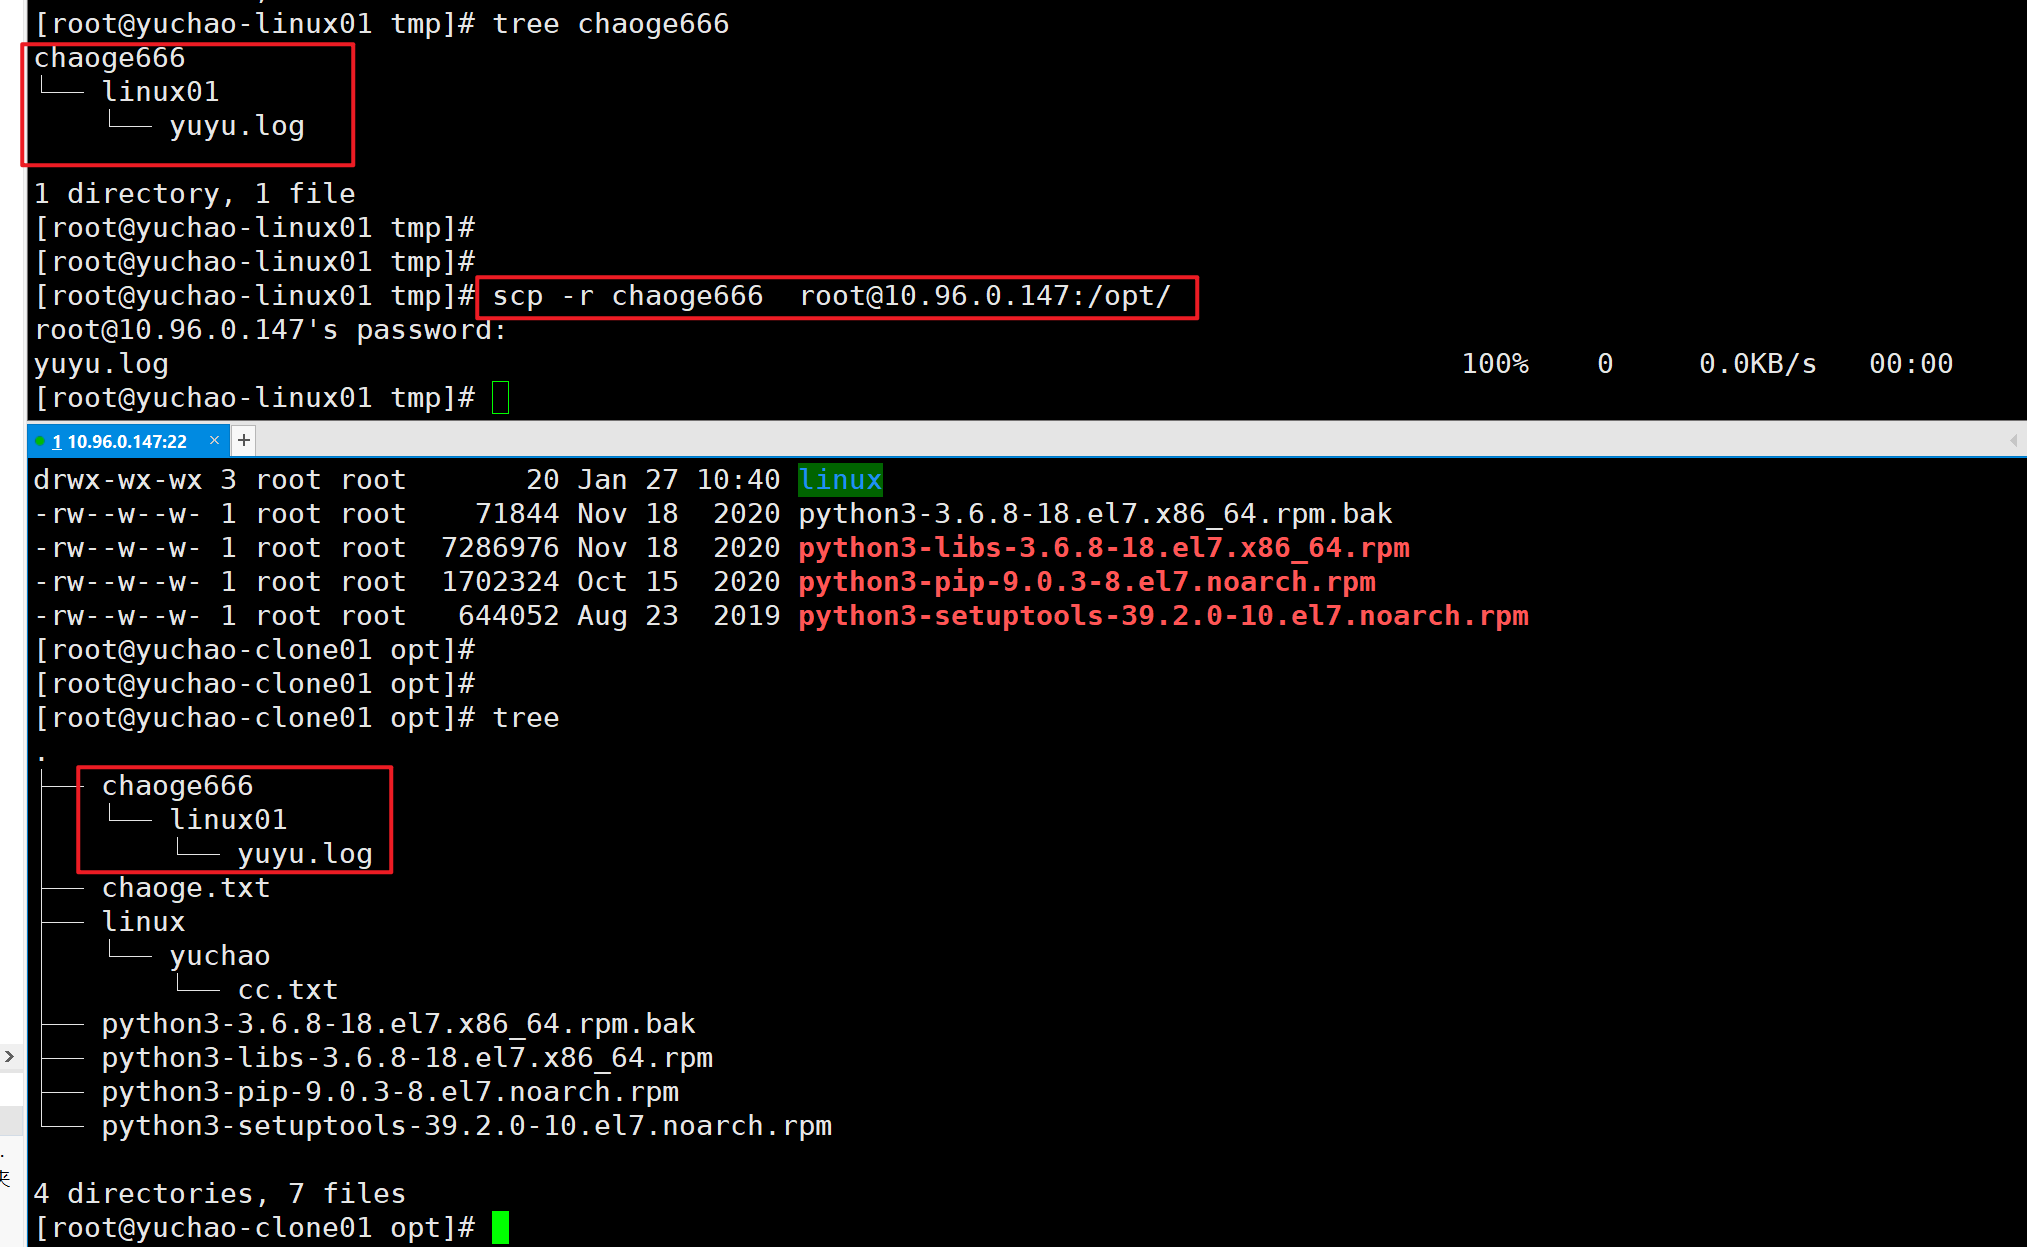 [root@yuchao-linux01 tmp]# tree chaoge666
chaoge666
└── linux01
    └── yuyu.log

1 directory, 1 file
[root@yuchao-linux01 tmp]#
[root@yuchao-linux01 tmp]#
[root@yuchao-linux01 tmp]# scp -r chaoge666  root@10.96.0.147:/opt/
root@10.96.0.147's password:
yuyu.log 100% 0 0.0KB/s 00:00
[root@yuchao-linux01 tmp]#
1 10.96.0.147:22 × +
drwx-wx-wx 3 root root      20 Jan 27 10:40 linux
-rw--w--w- 1 root root   71844 Nov 18  2020 python3-3.6.8-18.el7.x86_64.rpm.bak
-rw--w--w- 1 root root 7286976 Nov 18  2020 python3-libs-3.6.8-18.el7.x86_64.rpm
-rw--w--w- 1 root root 1702324 Oct 15  2020 python3-pip-9.0.3-8.el7.noarch.rpm
-rw--w--w- 1 root root  644052 Aug 23  2019 python3-setuptools-39.2.0-10.el7.noarch.rpm
[root@yuchao-clone01 opt]#
[root@yuchao-clone01 opt]#
[root@yuchao-clone01 opt]# tree
.
├── chaoge666
│   └── linux01
│       └── yuyu.log
├── chaoge.txt
├── linux
│   └── yuchao
│       └── cc.txt
├── python3-3.6.8-18.el7.x86_64.rpm.bak
├── python3-libs-3.6.8-18.el7.x86_64.rpm
├── python3-pip-9.0.3-8.el7.noarch.rpm
└── python3-setuptools-39.2.0-10.el7.noarch.rpm

4 directories, 7 files
[root@yuchao-clone01 opt]#